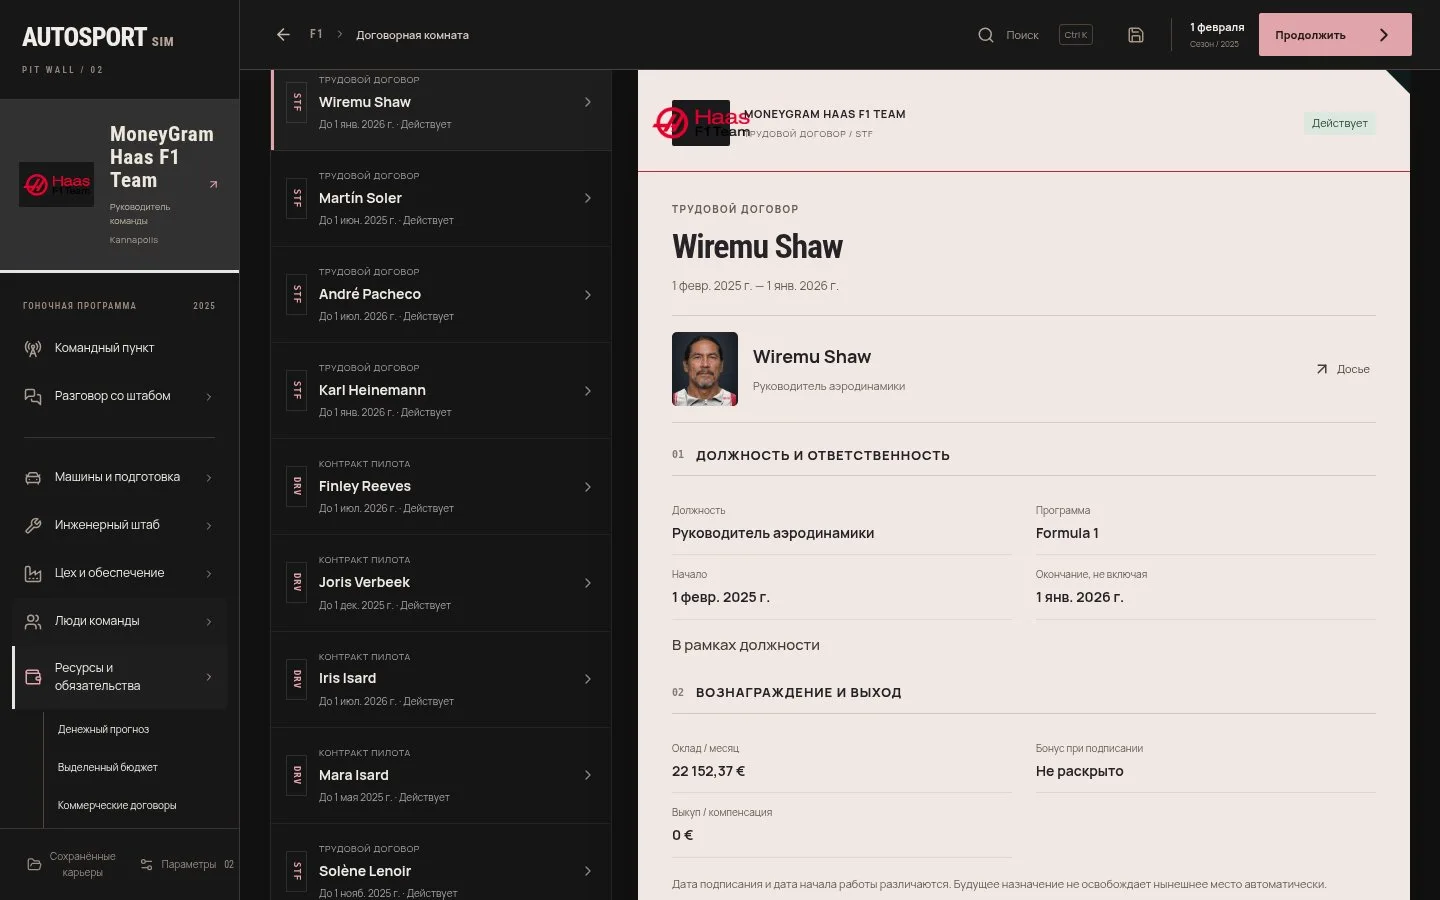 AUTOSPORT SIM
PIT WALL / 02
Haas
F1 Team
MoneyGram
Haas F1
Team
Руководитель
команды
Kannapolis
ГОНОЧНАЯ ПРОГРАММА 2025
Командный пункт
Разговор со штабом
Машины и подготовка
Инженерный штаб
Цех и обеспечение
Люди команды
Ресурсы и
обязательства
Денежный прогноз
Выделенный бюджет
Коммерческие договоры
Сохранённые
карьеры
Параметры 02
F1 Договорная комната
Поиск Ctrl K
1 февраля
Сезон / 2025
Продолжить
ТРУДОВОЙ ДОГОВОР
STF
Wiremu Shaw
До 1 янв. 2026 г. · Действует
ТРУДОВОЙ ДОГОВОР
STF
Martín Soler
До 1 июн. 2025 г. · Действует
ТРУДОВОЙ ДОГОВОР
STF
André Pacheco
До 1 июл. 2026 г. · Действует
ТРУДОВОЙ ДОГОВОР
STF
Karl Heinemann
До 1 янв. 2026 г. · Действует
КОНТРАКТ ПИЛОТА
DRV
Finley Reeves
До 1 июл. 2026 г. · Действует
КОНТРАКТ ПИЛОТА
DRV
Joris Verbeek
До 1 дек. 2025 г. · Действует
КОНТРАКТ ПИЛОТА
DRV
Iris Isard
До 1 июл. 2026 г. · Действует
КОНТРАКТ ПИЛОТА
DRV
Mara Isard
До 1 мая 2025 г. · Действует
ТРУДОВОЙ ДОГОВОР
STF
Solène Lenoir
До 1 нояб. 2025 г. · Действует
Haas
F1 Team
MONEYGRAM HAAS F1 TEAM
ТРУДОВОЙ ДОГОВОР / STF
Действует
ТРУДОВОЙ ДОГОВОР
Wiremu Shaw
1 февр. 2025 г. — 1 янв. 2026 г.
Wiremu Shaw
Руководитель аэродинамики
Досье
01 ДОЛЖНОСТЬ И ОТВЕТСТВЕННОСТЬ
Должность Программа
Руководитель аэродинамики Formula 1
Начало Окончание, не включая
1 февр. 2025 г. 1 янв. 2026 г.
В рамках должности
02 ВОЗНАГРАЖДЕНИЕ И ВЫХОД
Оклад / месяц Бонус при подписании
22 152,37 € Не раскрыто
Выкуп / компенсация
0 €
Дата подписания и дата начала работы различаются. Будущее назначение не освобождает нынешнее место автоматически.